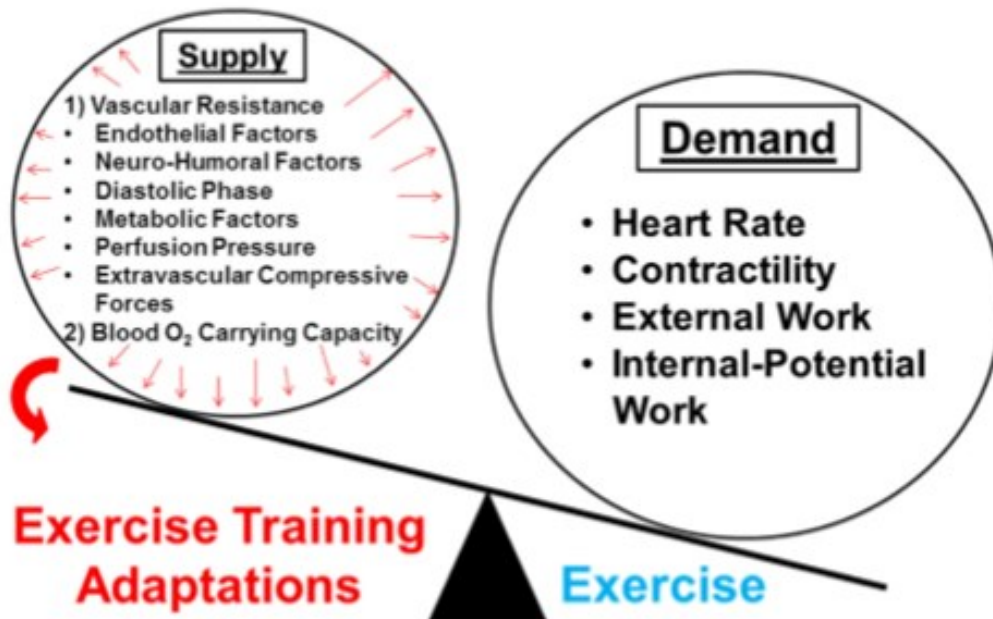 Supply
1) Vascular Resistance
• Endothelial Factors
• Neuro-Humoral Factors
• Diastolic Phase
• Metabolic Factors
• Perfusion Pressure
• Extravascular Compressive
Forces
2) Blood O₂ Carrying Capacity
Demand
• Heart Rate
• Contractility
• External Work
• Internal-Potential
Work
Exercise Training
Adaptations
Exercise